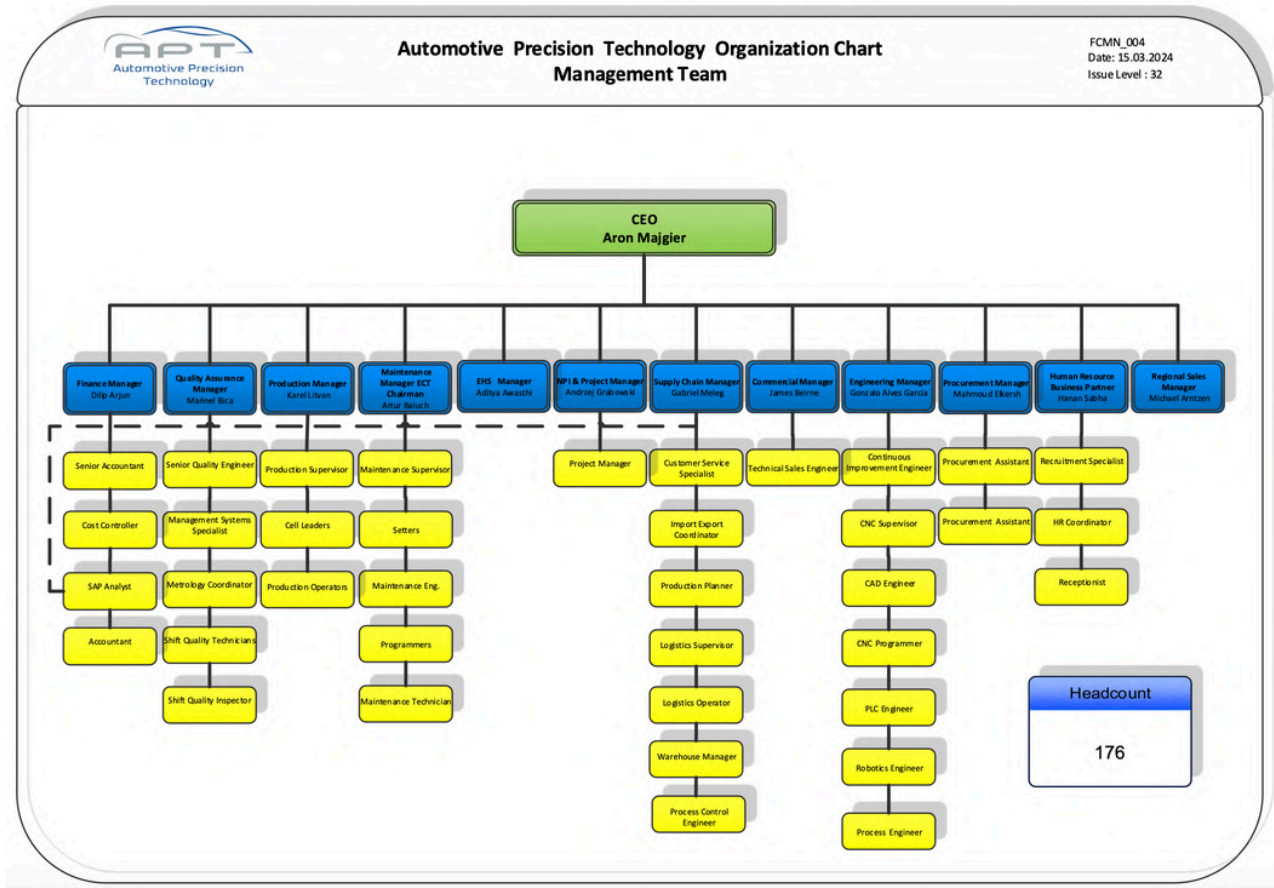 APT
Automotive Precision
Technology
Automotive Precision Technology Organization Chart
Management Team
FCMN_004
Date: 15.03.2024
Issue Level : 32
CEO
Aron Majgier
Finance Manager
Dilip Arjun
Quality Assurance
Manager
Marinel Bica
Production Manager
Karel Litvan
Maintenance
Manager ECT
Chairman
Artur Baluch
EHS Manager
Aditya Awasthi
NPI & Project Manager
Andrzej Grabowski
Supply Chain Manager
Gabriel Meleg
Commercial Manager
James Beirne
Engineering Manager
Gonzalo Alves Garcia
Procurement Manager
Mahmoud Elkersh
Human Resource
Business Partner
Hanan Sabha
Regional Sales
Manager
Michael Arntzen
Senior Accountant
Cost Controller
SAP Analyst
Accountant
Senior Quality Engineer
Management Systems
Specialist
Metrology Coordinator
Shift Quality Technicians
Shift Quality Inspector
Production Supervisor
Cell Leaders
Production Operators
Maintenance Supervisor
Setters
Maintenance Eng.
Programmers
Maintenance Technician
Project Manager
Customer Service
Specialist
Import Export
Coordinator
Production Planner
Logistics Supervisor
Logistics Operator
Warehouse Manager
Process Control
Engineer
Technical Sales Engineer
Continuous
Improvement Engineer
CNC Supervisor
CAD Engineer
CNC Programmer
PLC Engineer
Robotics Engineer
Process Engineer
Procurement Assistant
Procurement Assistant
Recruitment Specialist
HR Coordinator
Receptionist
Headcount
176